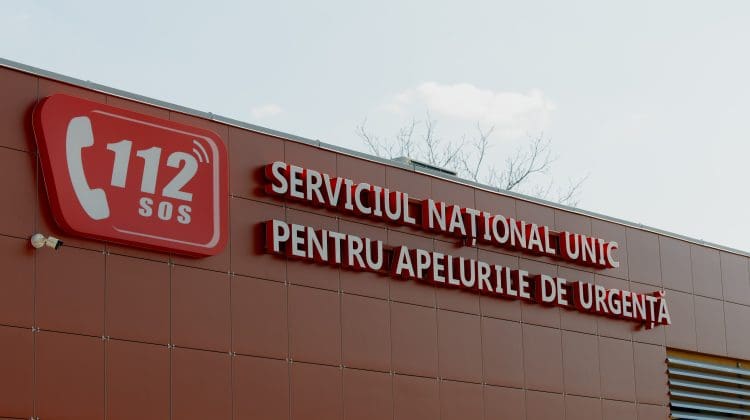 112
SOS
SERVICIUL NAȚIONAL UNIC
PENTRU APELURILE DE URGENȚĂ